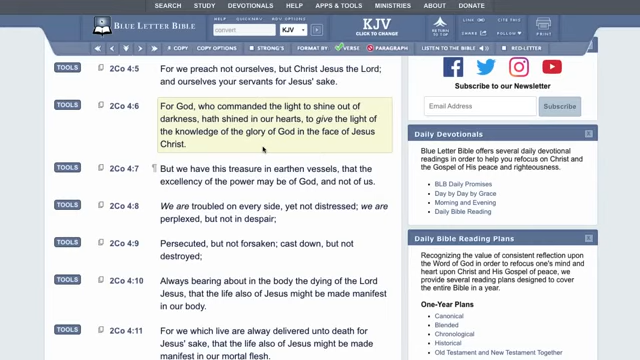 SEARCH BIBLES STUDY HELPS APPS & TOOLS MINISTRIES ABOUT DONATE
HELP QUICKNAV ADV. OPTIONS
BLUE LETTER BIBLE
convert
KJV
KJV
CLICK TO CHANGE
RETURN
TO TOP
LINK
CITE THIS
SHARE
FOLLOW
PRINT
COPY COPY OPTIONS STRONG'S FORMAT BY VERSE PARAGRAPH LISTEN TO THE BIBLE RED-LETTER
TOOLS 2Co 4:5 For we preach not ourselves, but Christ Jesus the Lord;
and ourselves your servants for Jesus' sake.
TOOLS 2Co 4:6 For God, who commanded the light to shine out of
darkness, hath shined in our hearts, to give the light of
the knowledge of the glory of God in the face of Jesus
Christ.
TOOLS 2Co 4:7 ¶ But we have this treasure in earthen vessels, that the
excellency of the power may be of God, and not of us.
TOOLS 2Co 4:8 We are troubled on every side, yet not distressed; we are
perplexed, but not in despair;
TOOLS 2Co 4:9 Persecuted, but not forsaken; cast down, but not
destroyed;
TOOLS 2Co 4:10 Always bearing about in the body the dying of the Lord
Jesus, that the life also of Jesus might be made manifest
in our body.
TOOLS 2Co 4:11 For we which live are alway delivered unto death for
Jesus' sake, that the life also of Jesus might be made
manifest in our mortal flesh.
Subscribe to our Newsletter
Email Address Subscribe
Daily Devotionals
Blue Letter Bible offers several daily devotional
readings in order to help you refocus on Christ and
the Gospel of His peace and righteousness.
BLB Daily Promises
Day by Day by Grace
Morning and Evening
Daily Bible Reading
Daily Bible Reading Plans
Recognizing the value of consistent reflection upon
the Word of God in order to refocus one's mind and
heart upon Christ and His Gospel of peace, we
provide several reading plans designed to cover
the entire Bible in a year.
One-Year Plans
Canonical
Blended
Chronological
Historical
Old Testament and New Testament Together